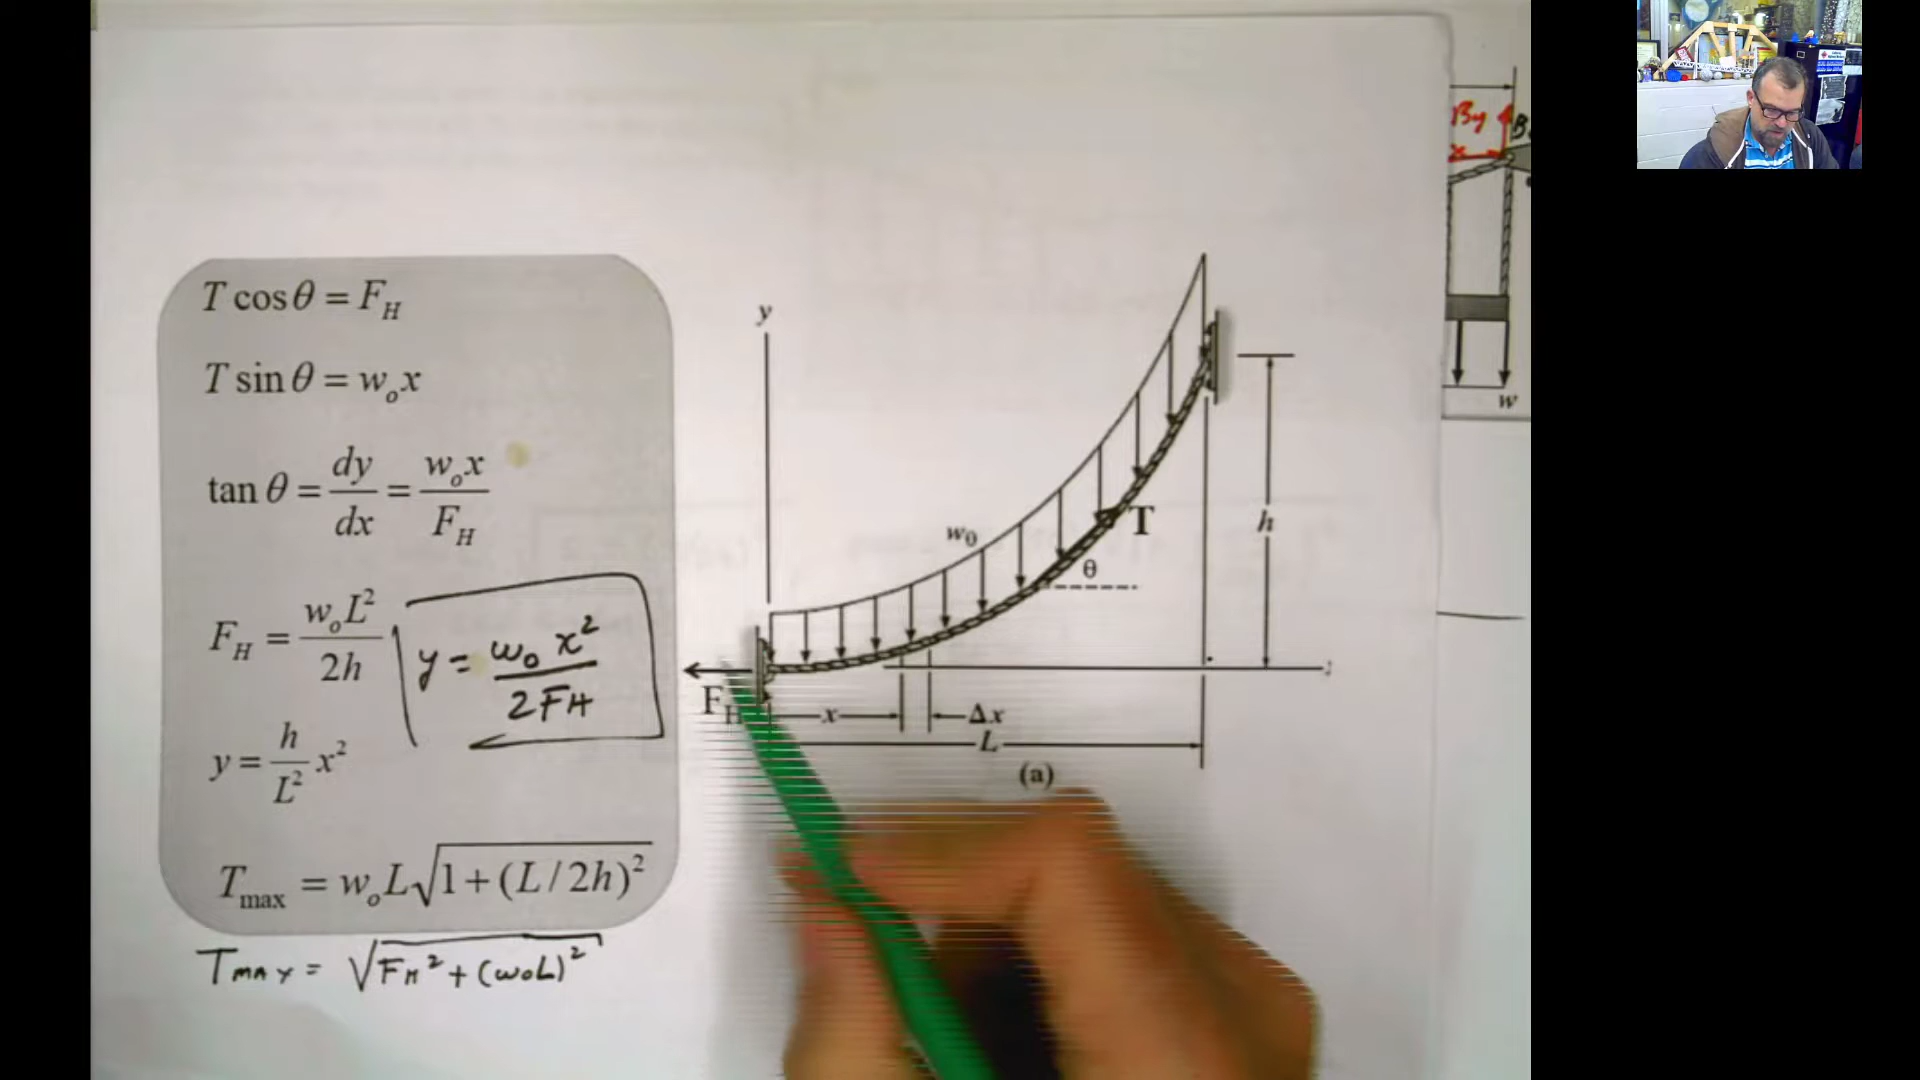 T cos θ = F_H
T sin θ = w_o x
tan θ = dy/dx = w_o x / F_H
F_H = w_o L² / 2h
y = w_o x² / 2F_H
y = h/L² x²
T_max = w_o L √(1 + (L/2h)²)
T_MAX = √(F_H² + (w_o L)²)
y
w₀
T
θ
h
F_H
x
Δx
L
(a)
By
B
x
w